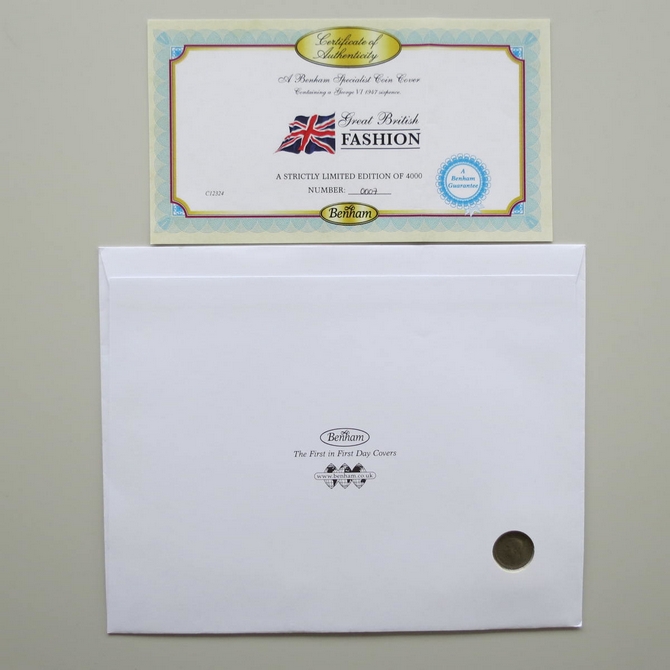 Certificate of
Authenticity
A Benham Specialist Coin Cover
Containing a George VI 1947 sixpence.
Great British
FASHION
A STRICTLY LIMITED EDITION OF 4000
NUMBER: 0007
C12324
A
Benham
Guarantee
Benham
Benham
The First in First Day Covers
www.benham.co.uk